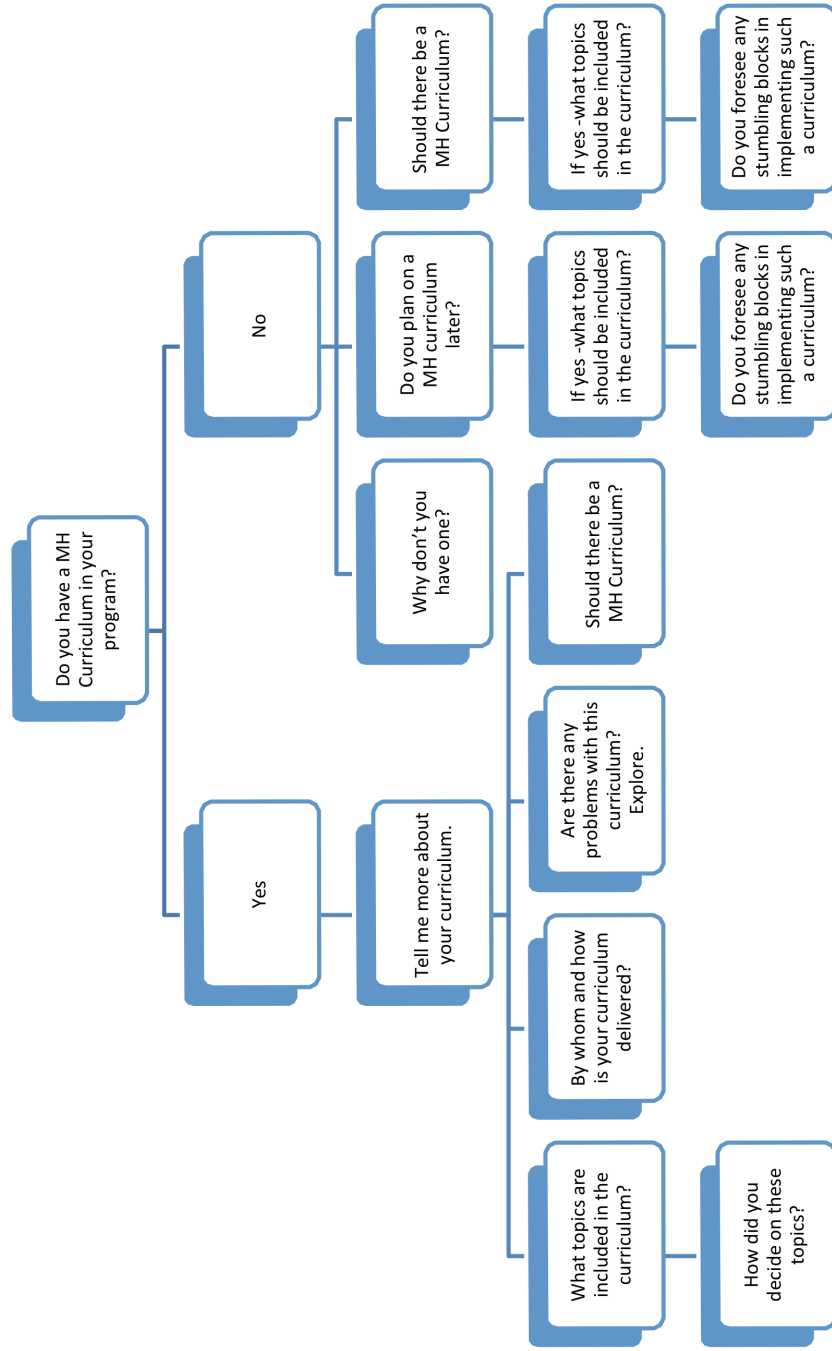 Do you have a MH
Curriculum in your
program?
Yes
No
Tell me more about
your curriculum.
Why don’t you
have one?
Do you plan on a
MH curriculum
later?
Should there be a
MH Curriculum?
What topics are
included in the
curriculum?
By whom and how
is your curriculum
delivered?
Are there any
problems with this
curriculum?
Explore.
Should there be a
MH Curriculum?
If yes -what topics
should be included
in the curriculum?
If yes -what topics
should be included
in the curriculum?
How did you
decide on these
topics?
Do you foresee any
stumbling blocks in
implementing such
a curriculum?
Do you foresee any
stumbling blocks in
implementing such
a curriculum?